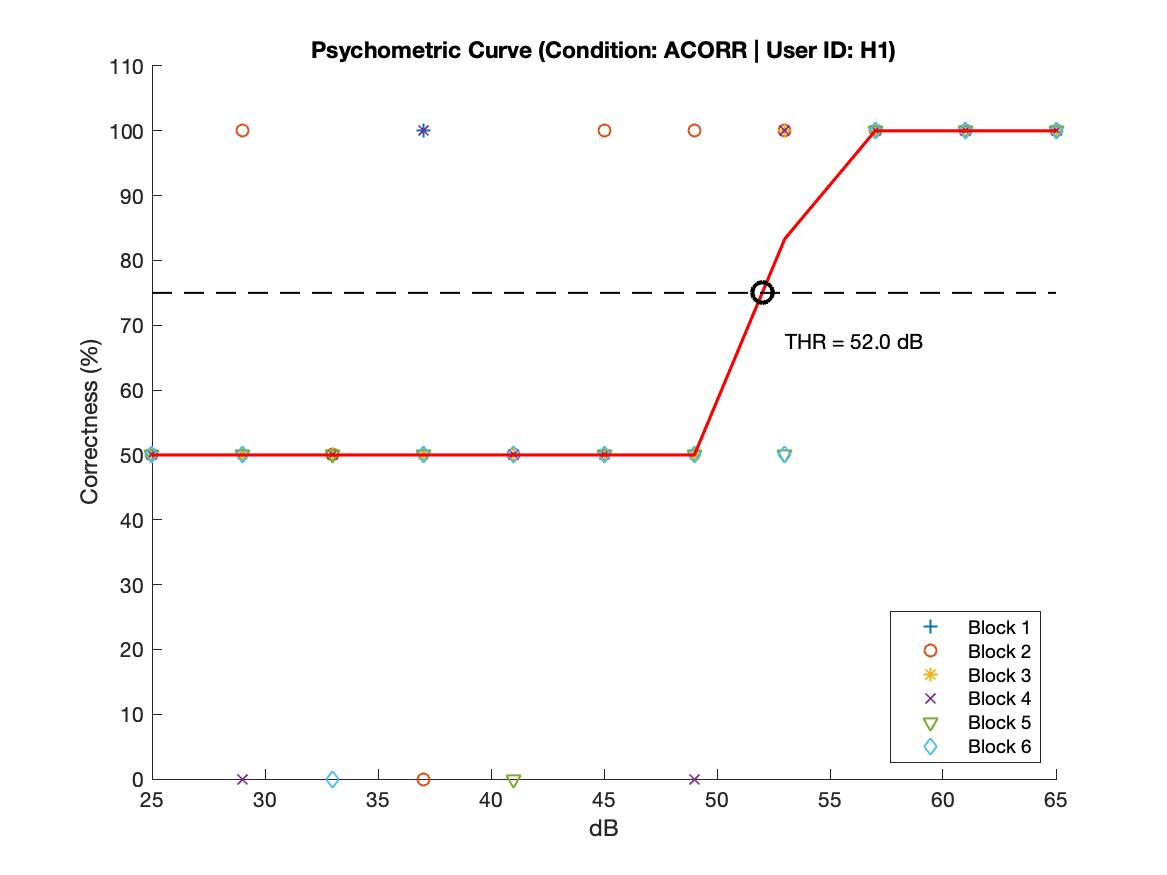 Psychometric Curve (Condition: ACORR | User ID: H1)
110
100
90
80
70
60
50
40
30
20
10
0
Correctness (%)
THR = 52.0 dB
Block 1
Block 2
Block 3
Block 4
Block 5
Block 6
25 30 35 40 45 50 55 60 65
dB